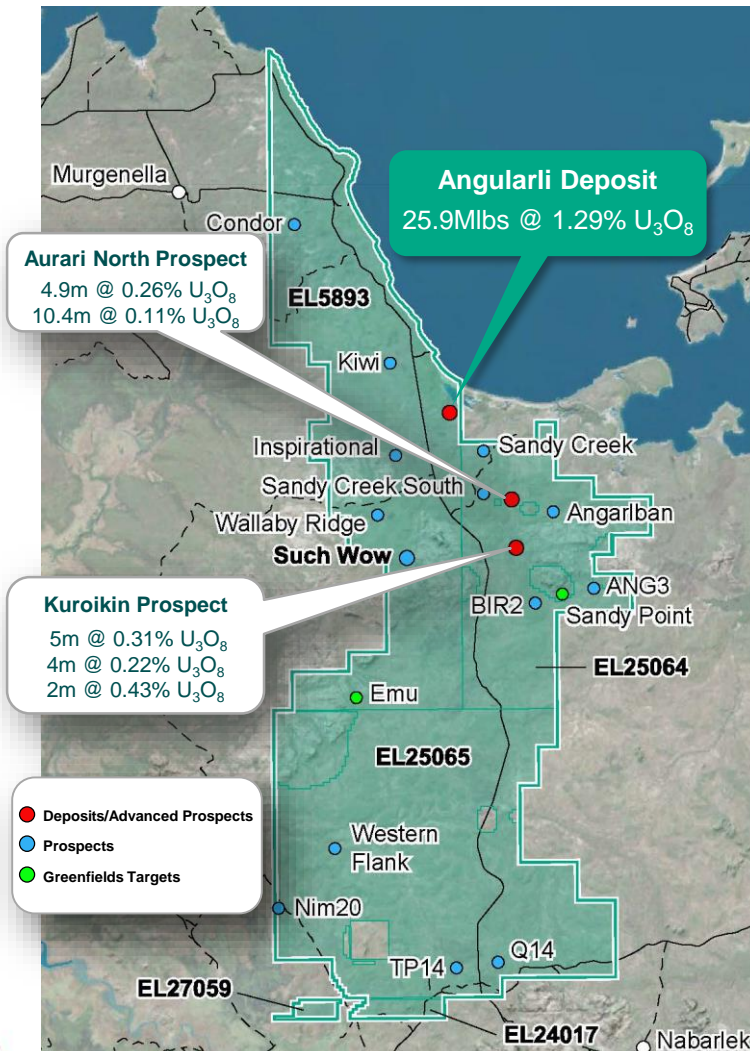 Murgenella
Angularli Deposit
25.9Mlbs @ 1.29% U₃O₈
Condor
Aurari North Prospect
4.9m @ 0.26% U₃O₈
10.4m @ 0.11% U₃O₈
EL5893
Kiwi
Inspirational
Sandy Creek
Sandy Creek South
Wallaby Ridge
Angarlban
Such Wow
Kuroikin Prospect
5m @ 0.31% U₃O₈
4m @ 0.22% U₃O₈
2m @ 0.43% U₃O₈
ANG3
BIR2
Sandy Point
EL25064
Emu
EL25065
Deposits/Advanced Prospects
Prospects
Greenfields Targets
Western
Flank
Nim20
TP14
Q14
EL27059
EL24017
Nabarlek